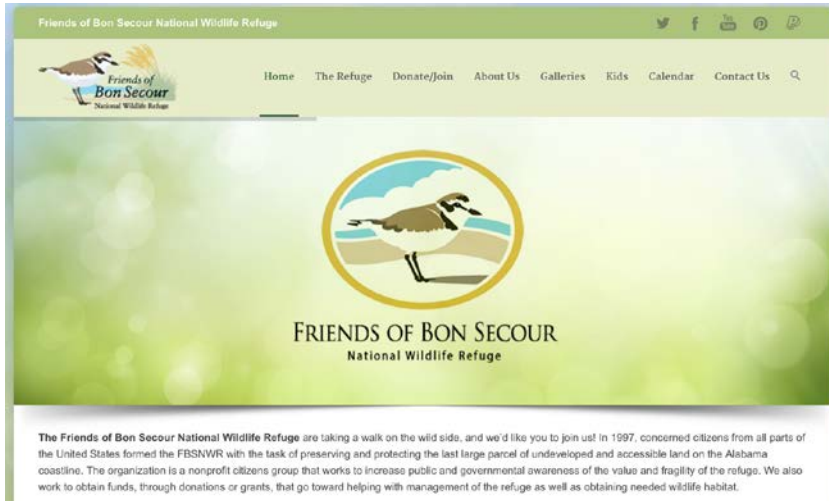 Friends of Bon Secour National Wildlife Refuge
You
Tube
Friends of
Bon Secour
National Wildlife Refuge
Home The Refuge Donate/Join About Us Galleries Kids Calendar Contact Us
FRIENDS OF BON SECOUR
National Wildlife Refuge
The Friends of Bon Secour National Wildlife Refuge are taking a walk on the wild side, and we'd like you to join us! In 1997, concerned citizens from all parts of
the United States formed the FBSNWR with the task of preserving and protecting the last large parcel of undeveloped and accessible land on the Alabama
coastline. The organization is a nonprofit citizens group that works to increase public and governmental awareness of the value and fragility of the refuge. We also
work to obtain funds, through donations or grants, that go toward helping with management of the refuge as well as obtaining needed wildlife habitat.